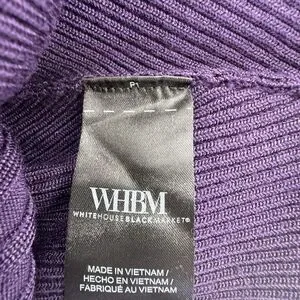 WHBM
WHITEHOUSEBLACKMARKET®
MADE IN VIETNAM/
HECHO EN VIETNAM/
FABRIQUÉ AU VIETNAM